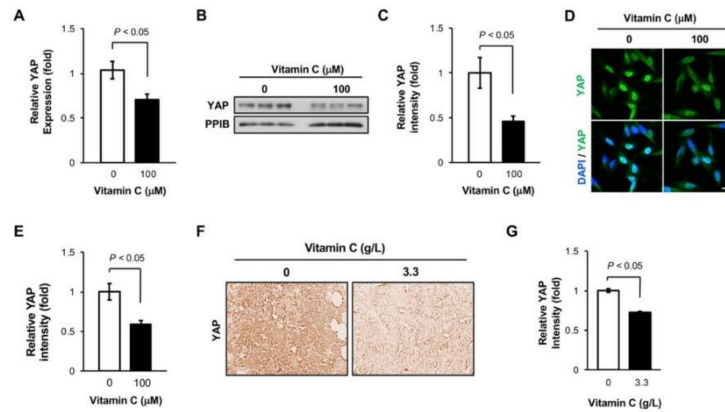 A
Relative YAP
Expression (fold)
1.5
1
0.5
0
P < 0.05
0
100
Vitamin C (μM)
B
Vitamin C (μM)
0
100
YAP
PPIB
C
Relative YAP
intensity (fold)
1.5
1
0.5
0
P < 0.05
0
100
Vitamin C (μM)
D
Vitamin C (μM)
0
100
YAP
DAPI / YAP
E
Relative YAP
intensity (fold)
1.5
1
0.5
0
P < 0.05
0
100
Vitamin C (μM)
F
Vitamin C (g/L)
0
3.3
YAP
G
Relative YAP
Intensity (fold)
1.5
1
0.5
0
P < 0.05
0
3.3
Vitamin C (g/L)